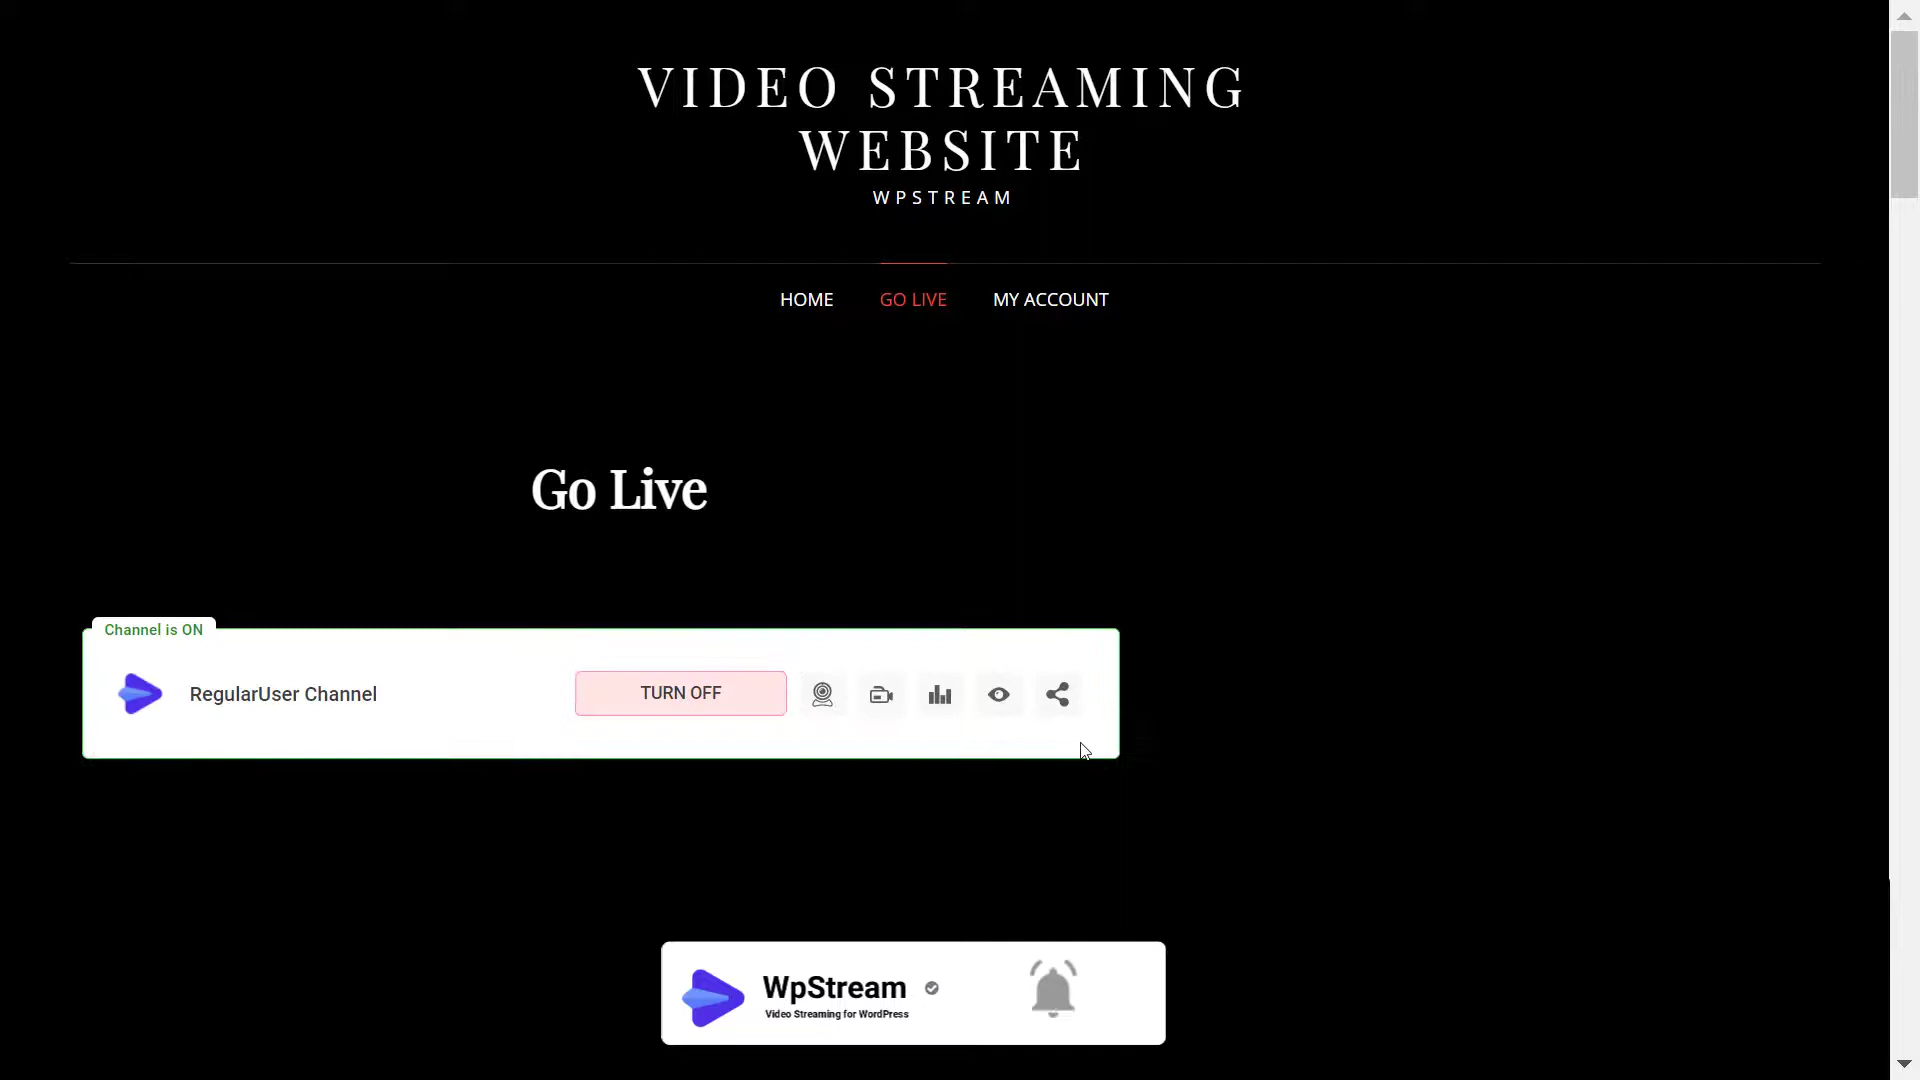 VIDEO STREAMING
WEBSITE
WPSTREAM
HOME GO LIVE MY ACCOUNT
Go Live
Channel is ON
RegularUser Channel TURN OFF
WpStream
Video Streaming for WordPress